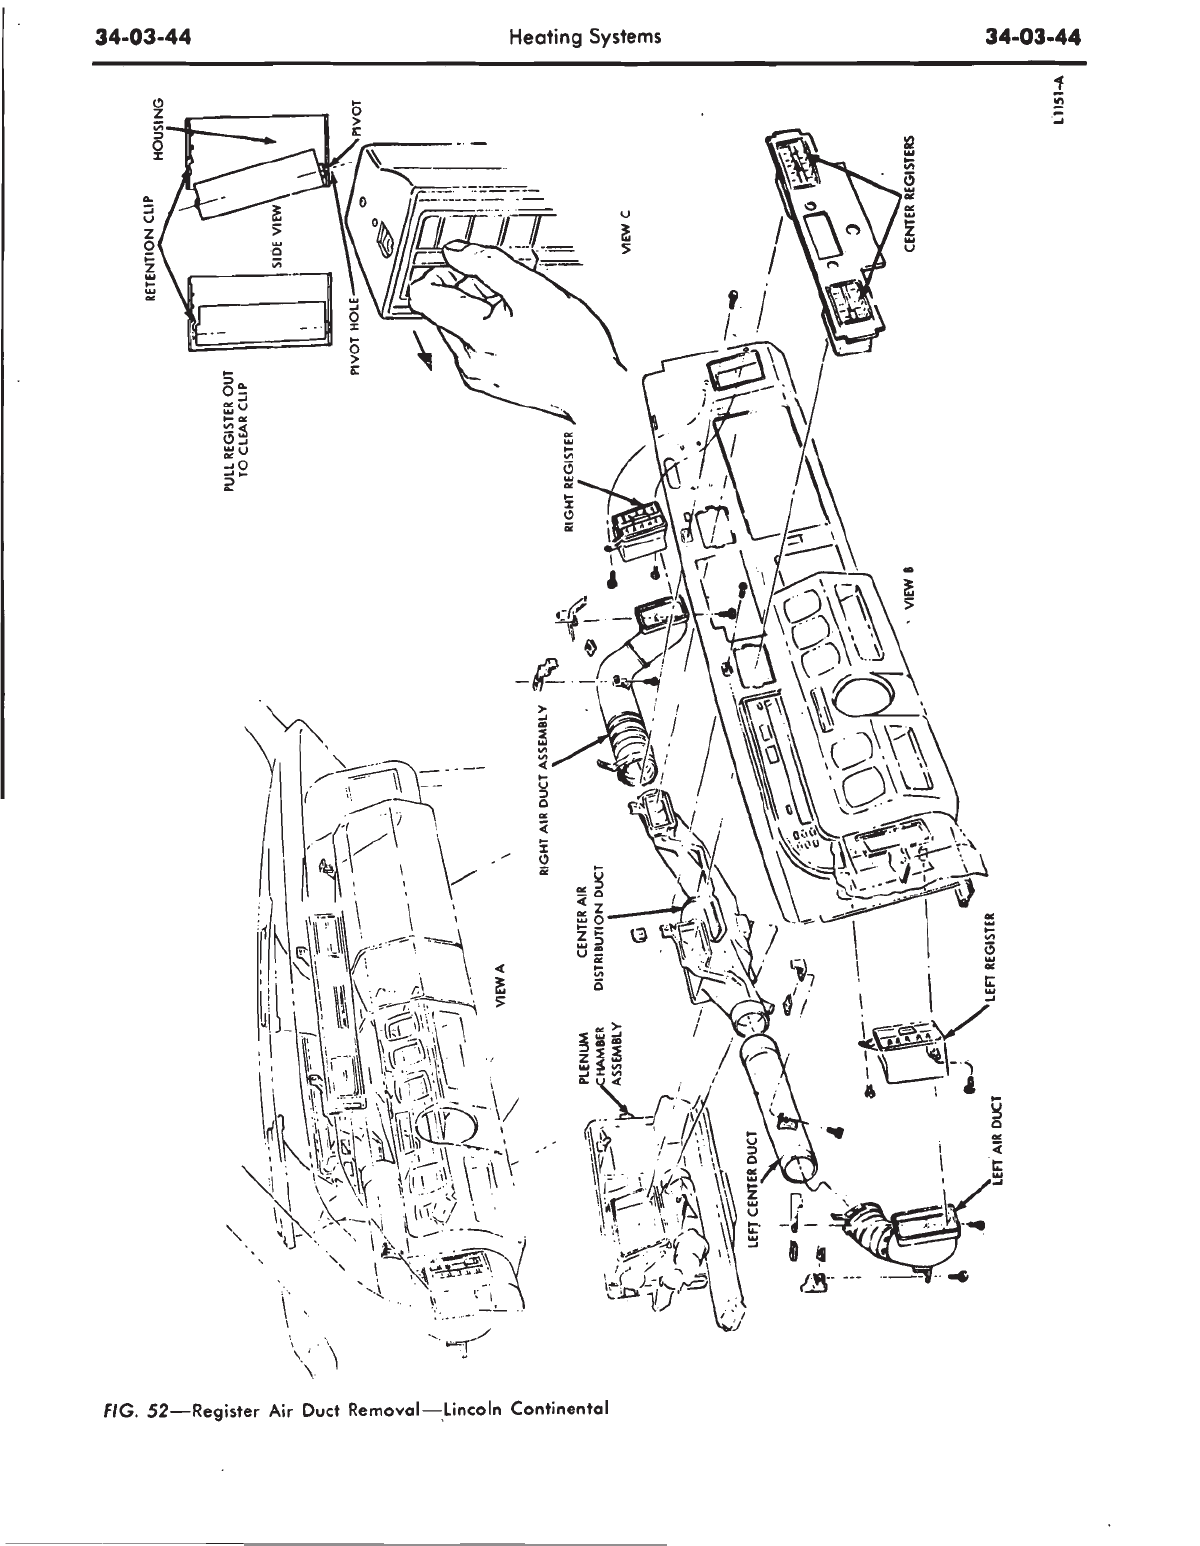 34-03-44
Heating Systems
34-03-44
L1151-A
HOUSING
PIVOT
RETENTION CLIP
SIDE VIEW
PIVOT HOLE
PULL REGISTER OUT
TO CLEAR CLIP
VIEW C
CENTER REGISTERS
RIGHT REGISTER
VIEW B
RIGHT AIR DUCT ASSEMBLY
VIEW A
CENTER AIR
DISTRIBUTION DUCT
PLENUM
CHAMBER
ASSEMBLY
LEFT REGISTER
LEFT CENTER DUCT
LEFT AIR DUCT
FIG. 52—Register Air Duct Removal—Lincoln Continental